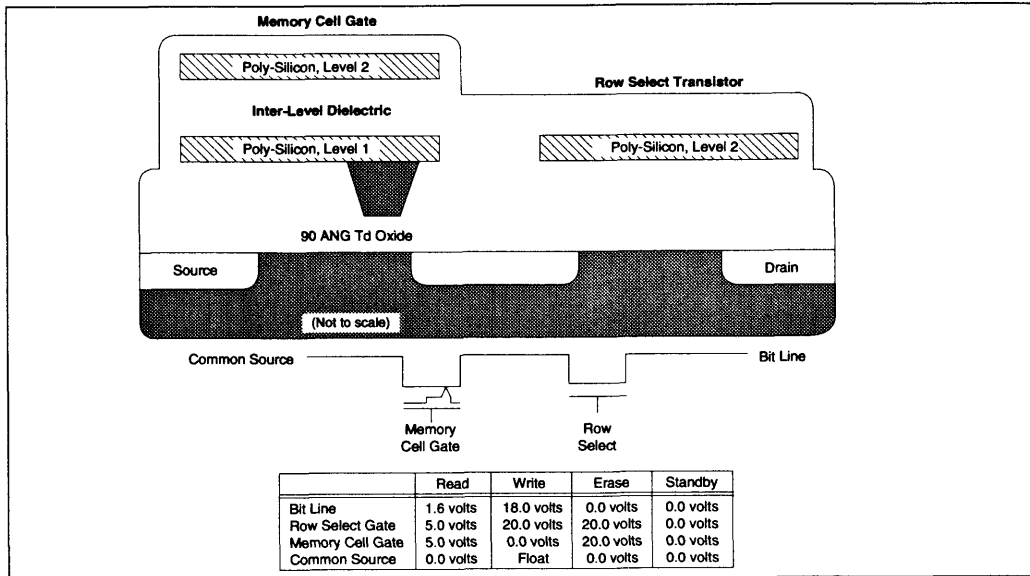 Memory Cell Gate
Poly-Silicon, Level 2
Row Select Transistor
Inter-Level Dielectric
Poly-Silicon, Level 1
Poly-Silicon, Level 2
90 ANG Td Oxide
Source
Drain
(Not to scale)
Common Source
Bit Line
Memory
Cell Gate
Row
Select
Read Write Erase Standby
Bit Line 1.6 volts 18.0 volts 0.0 volts 0.0 volts
Row Select Gate 5.0 volts 20.0 volts 20.0 volts 0.0 volts
Memory Cell Gate 5.0 volts 0.0 volts 20.0 volts 0.0 volts
Common Source 0.0 volts Float 0.0 volts 0.0 volts